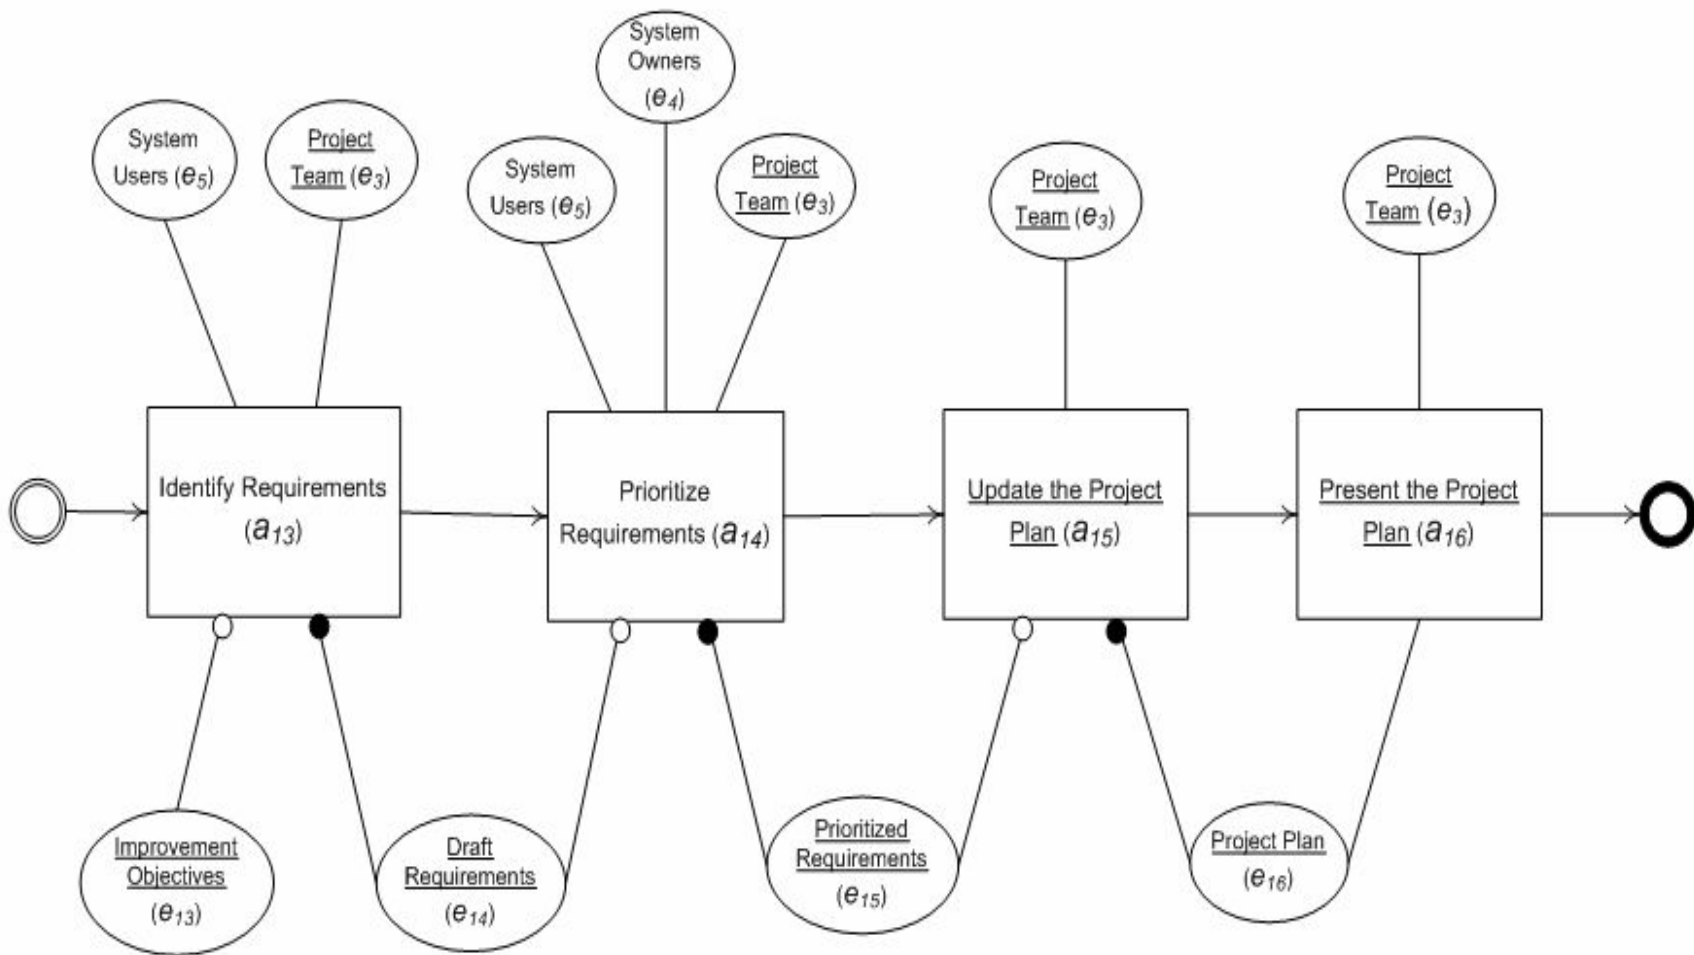 System
Owners
(e4)
System
Users (e5)
Project
Team (e3)
System
Users (e5)
Project
Team (e3)
Project
Team (e3)
Project
Team (e3)
Identify Requirements
(a13)
Prioritize
Requirements (a14)
Update the Project
Plan (a15)
Present the Project
Plan (a16)
Improvement
Objectives
(e13)
Draft
Requirements
(e14)
Prioritized
Requirements
(e15)
Project Plan
(e16)